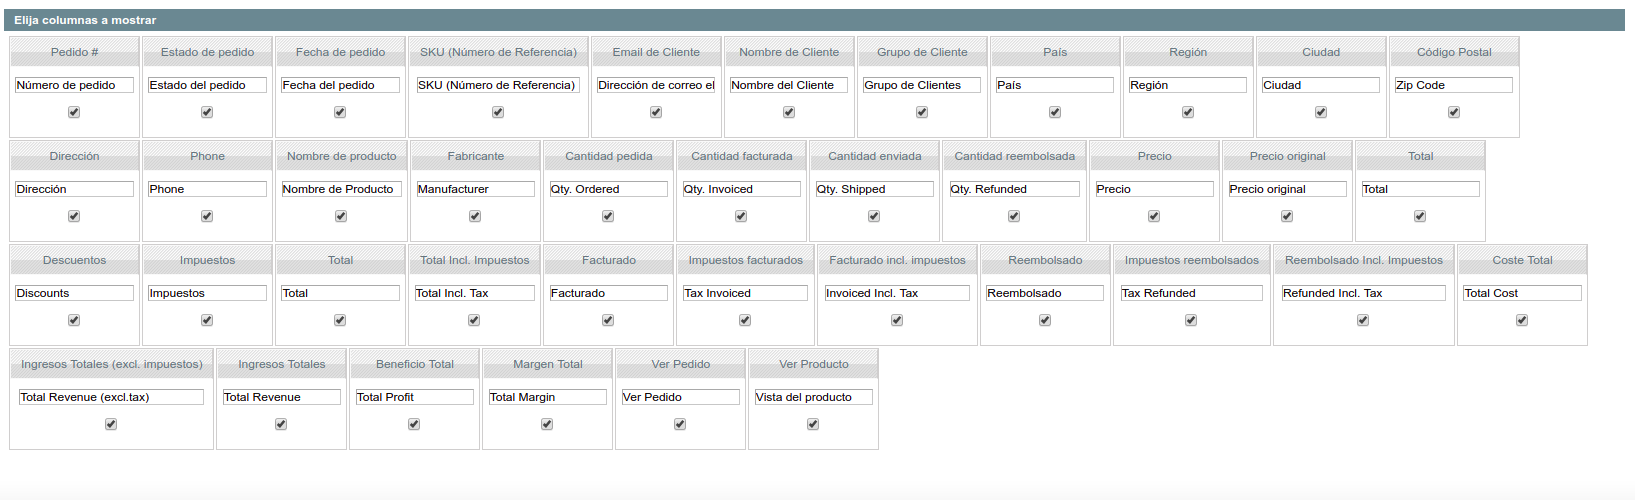 Elija columnas a mostrar
Pedido # Estado de pedido Fecha de pedido SKU (Número de Referencia) Email de Cliente Nombre de Cliente Grupo de Cliente País Región Ciudad Código Postal
Número de pedido Estado del pedido Fecha del pedido SKU (Número de Referencia) Dirección de correo el Nombre del Cliente Grupo de Clientes País Región Ciudad Zip Code
Dirección Phone Nombre de producto Fabricante Cantidad pedida Cantidad facturada Cantidad enviada Cantidad reembolsada Precio Precio original Total
Dirección Phone Nombre de Producto Manufacturer Qty. Ordered Qty. Invoiced Qty. Shipped Qty. Refunded Precio Precio original Total
Descuentos Impuestos Total Total Incl. Impuestos Facturado Impuestos facturados Facturado incl. impuestos Reembolsado Impuestos reembolsados Reembolsado Incl. Impuestos Coste Total
Discounts Impuestos Total Total Incl. Tax Facturado Tax Invoiced Invoiced Incl. Tax Reembolsado Tax Refunded Refunded Incl. Tax Total Cost
Ingresos Totales (excl. impuestos) Ingresos Totales Beneficio Total Margen Total Ver Pedido Ver Producto
Total Revenue (excl.tax) Total Revenue Total Profit Total Margin Ver Pedido Vista del producto